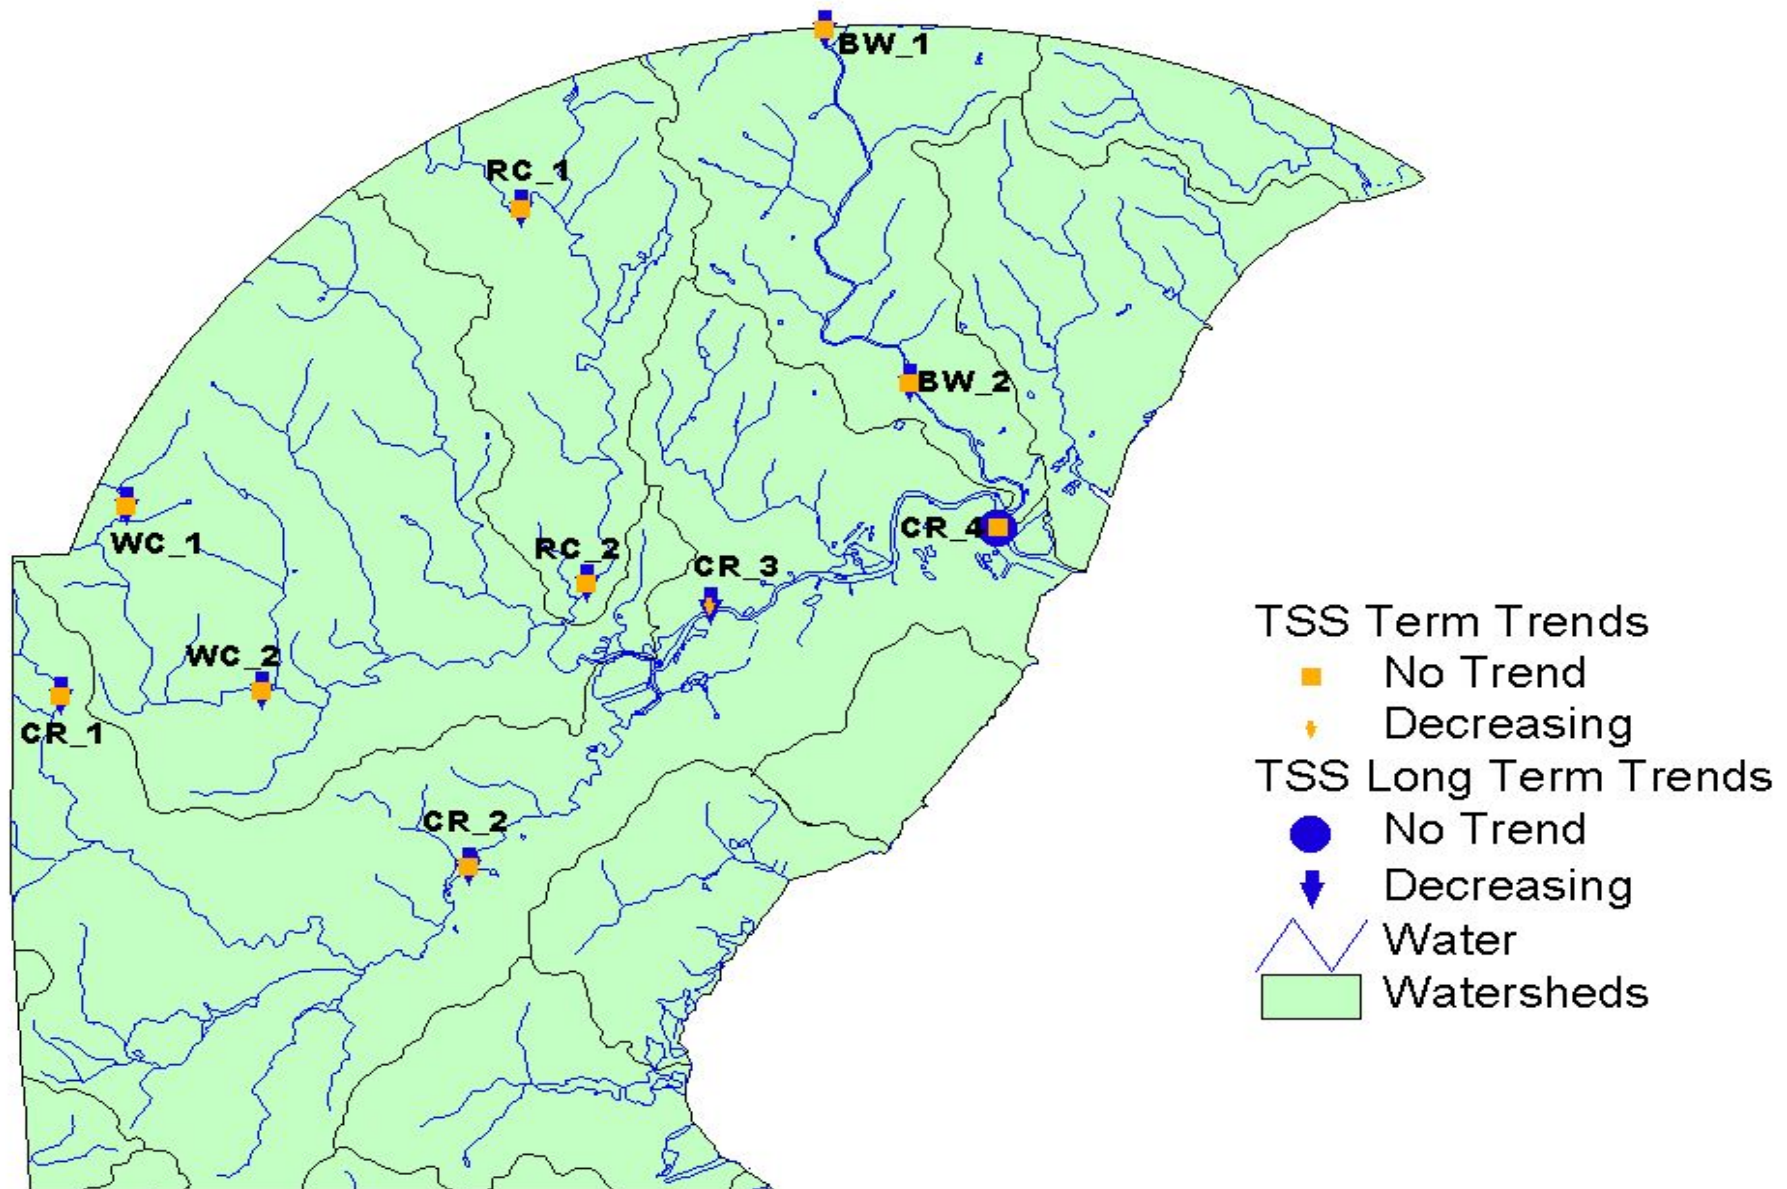 BW_1
RC_1
BW_2
CR_4
WC_1
RC_2
CR_3
WC_2
CR_1
CR_2
TSS Term Trends
No Trend
Decreasing
TSS Long Term Trends
No Trend
Decreasing
Water
Watersheds